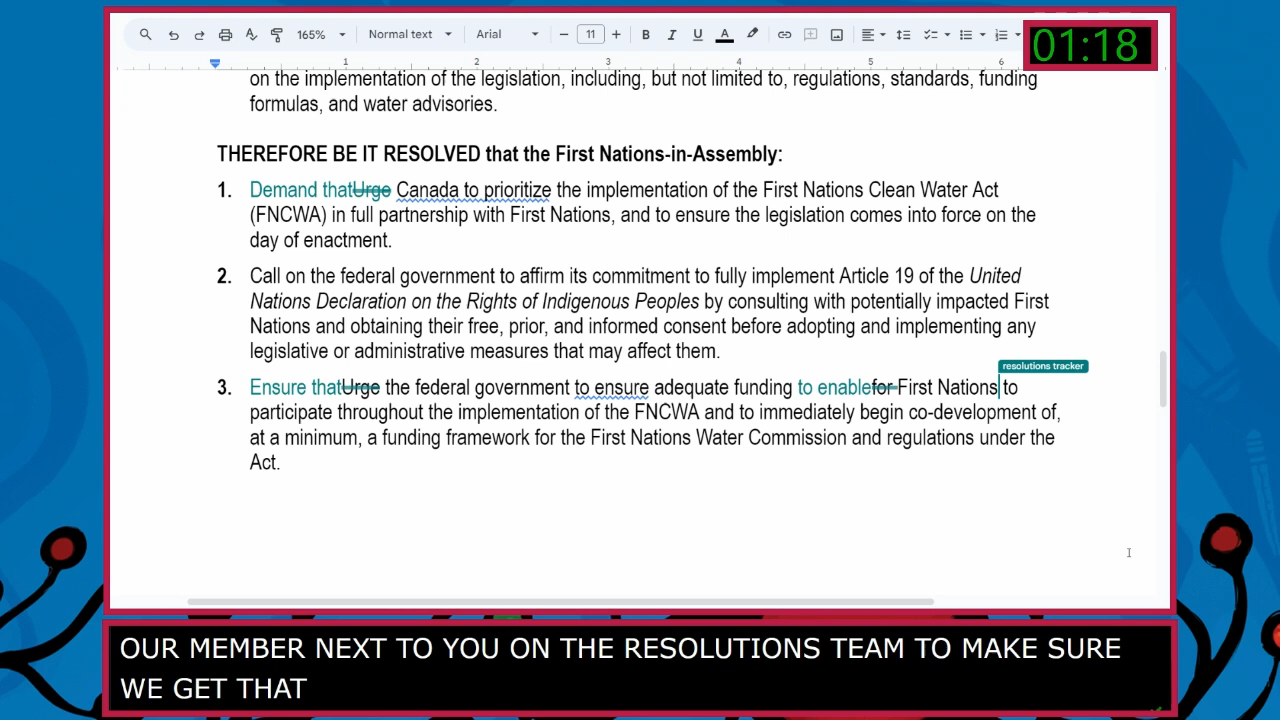 165%
Normal text
Arial
11
01:18
1 2 3 4 5 6
on the implementation of the legislation, including, but not limited to, regulations, standards, funding
formulas, and water advisories.
THEREFORE BE IT RESOLVED that the First Nations-in-Assembly:
1. Demand thatUrge Canada to prioritize the implementation of the First Nations Clean Water Act
(FNCWA) in full partnership with First Nations, and to ensure the legislation comes into force on the
day of enactment.
2. Call on the federal government to affirm its commitment to fully implement Article 19 of the United
Nations Declaration on the Rights of Indigenous Peoples by consulting with potentially impacted First
Nations and obtaining their free, prior, and informed consent before adopting and implementing any
legislative or administrative measures that may affect them.
resolutions tracker
3. Ensure thatUrge the federal government to ensure adequate funding to enablefor First Nations to
participate throughout the implementation of the FNCWA and to immediately begin co-development of,
at a minimum, a funding framework for the First Nations Water Commission and regulations under the
Act.
OUR MEMBER NEXT TO YOU ON THE RESOLUTIONS TEAM TO MAKE SURE
WE GET THAT